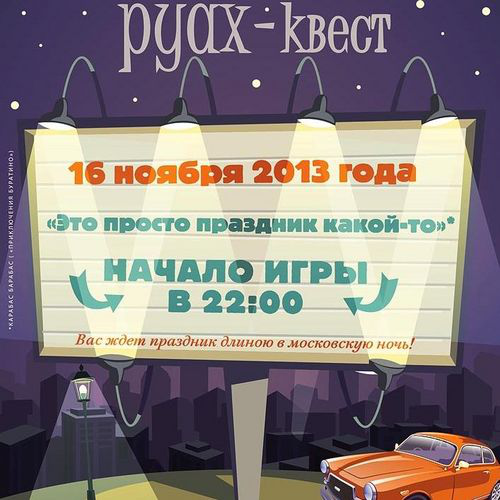 РУАХ-КВЕСТ
16 НОЯБРЯ 2013 года
«Это просто праздник какой-то»*
НАЧАЛО ИГРЫ
В 22:00
Вас ждет праздник длиною в московскую ночь!
*КАРАБАС БАРАБАС ( «ПРИКЛЮЧЕНИЯ БУРАТИНО»)